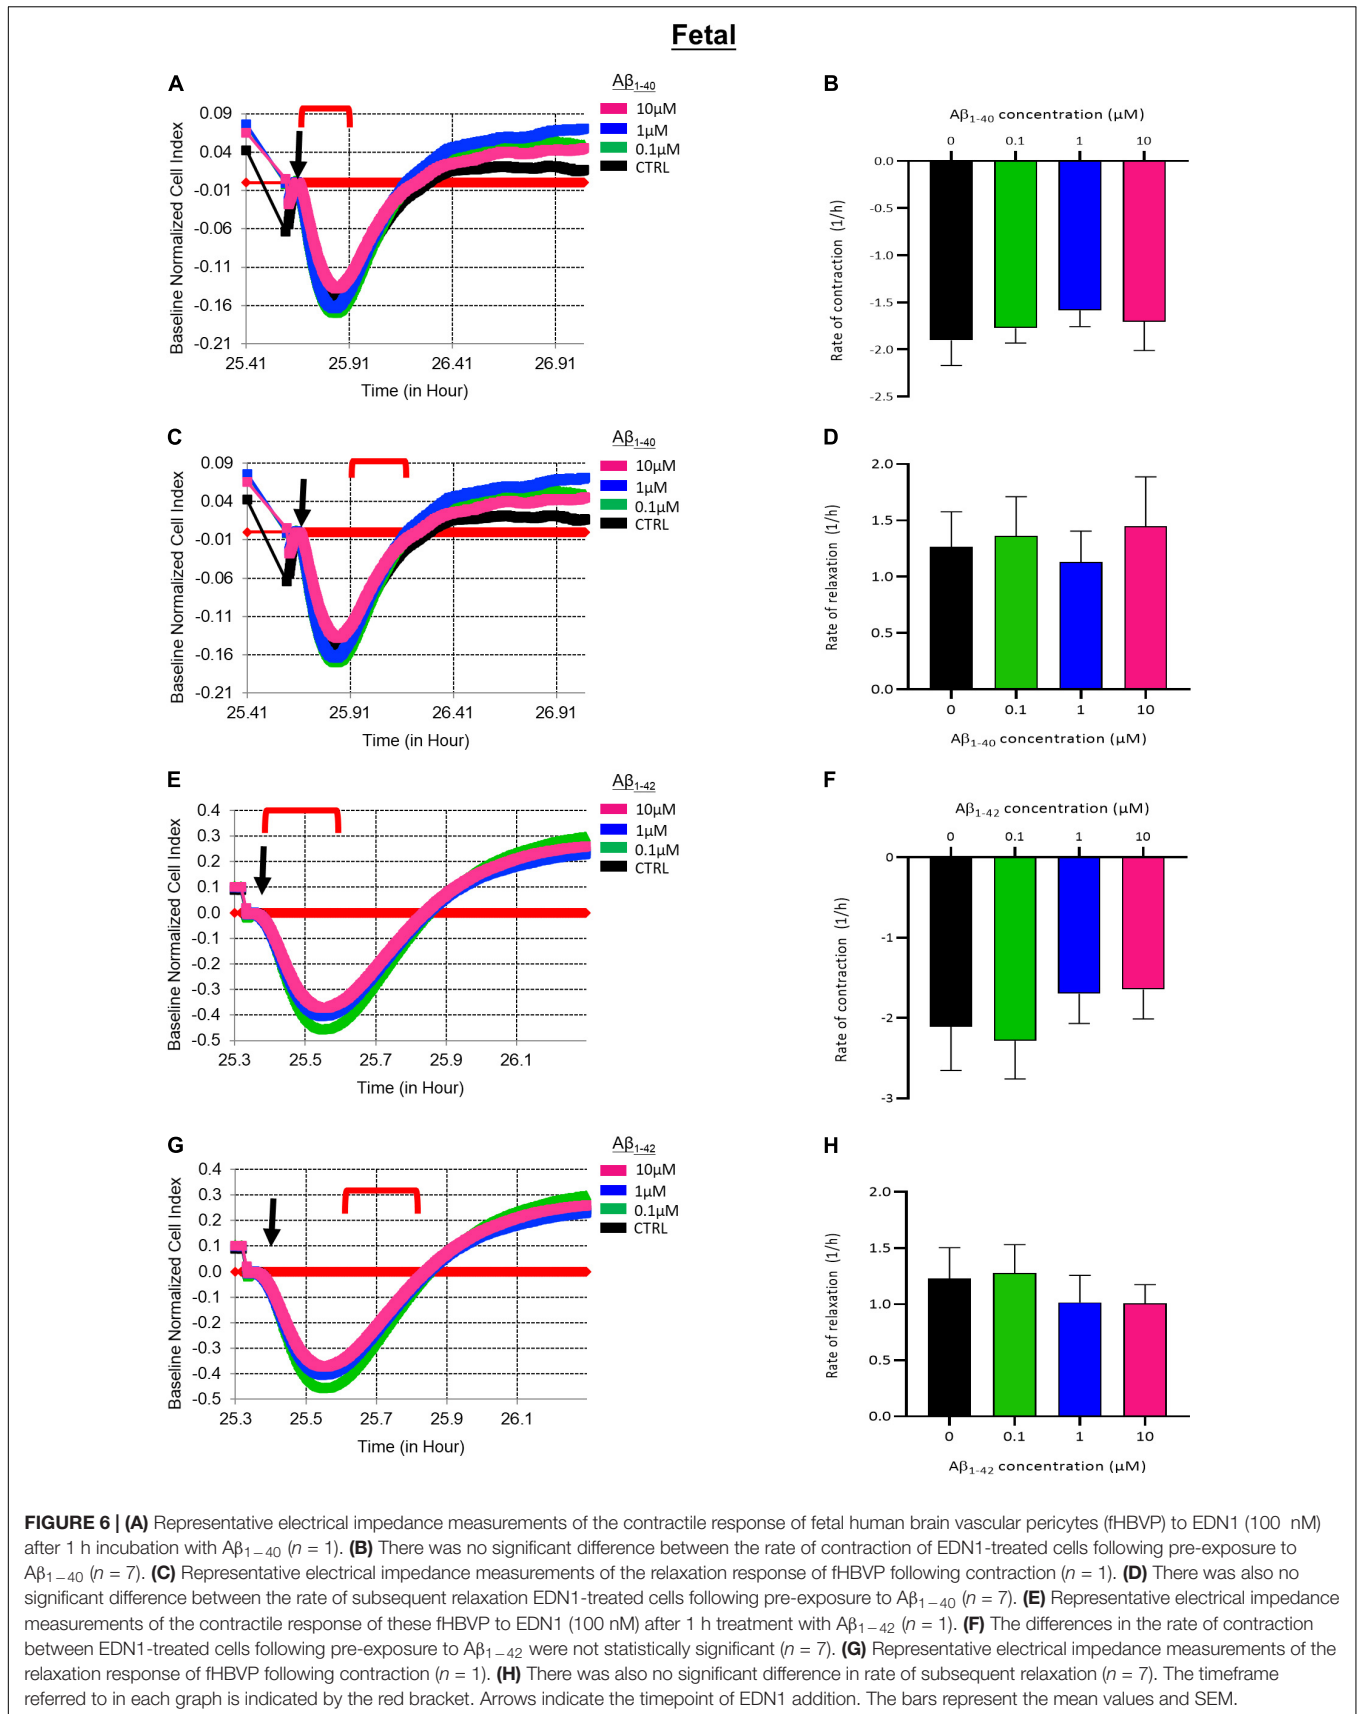 Fetal
A
Aβ1-40
10µM
1µM
0.1µM
CTRL
Baseline Normalized Cell Index
0.09
0.04
-0.01
-0.06
-0.11
-0.16
-0.21
25.41 25.91 26.41 26.91
Time (in Hour)
B
Aβ1-40 concentration (µM)
0 0.1 1 10
Rate of contraction (1/h)
0.0
-0.5
-1.0
-1.5
-2.0
-2.5
C
Aβ1-40
10µM
1µM
0.1µM
CTRL
Baseline Normalized Cell Index
0.09
0.04
-0.01
-0.06
-0.11
-0.16
-0.21
25.41 25.91 26.41 26.91
Time (in Hour)
D
Rate of relaxation (1/h)
2.0
1.5
1.0
0.5
0.0
0 0.1 1 10
Aβ1-40 concentration (µM)
E
Aβ1-42
10µM
1µM
0.1µM
CTRL
Baseline Normalized Cell Index
0.4
0.3
0.2
0.1
0.0
-0.1
-0.2
-0.3
-0.4
-0.5
25.3 25.5 25.7 25.9 26.1
Time (in Hour)
F
Aβ1-42 concentration (µM)
0 0.1 1 10
Rate of contraction (1/h)
0
-1
-2
-3
G
Aβ1-42
10µM
1µM
0.1µM
CTRL
Baseline Normalized Cell Index
0.4
0.3
0.2
0.1
0.0
-0.1
-0.2
-0.3
-0.4
-0.5
25.3 25.5 25.7 25.9 26.1
Time (in Hour)
H
Rate of relaxation (1/h)
2.0
1.5
1.0
0.5
0.0
0 0.1 1 10
Aβ1-42 concentration (µM)
FIGURE 6 | (A) Representative electrical impedance measurements of the contractile response of fetal human brain vascular pericytes (fHBVP) to EDN1 (100 nM)
after 1 h incubation with Aβ1−40 (n = 1). (B) There was no significant difference between the rate of contraction of EDN1-treated cells following pre-exposure to
Aβ1−40 (n = 7). (C) Representative electrical impedance measurements of the relaxation response of fHBVP following contraction (n = 1). (D) There was also no
significant difference between the rate of subsequent relaxation EDN1-treated cells following pre-exposure to Aβ1−40 (n = 7). (E) Representative electrical impedance
measurements of the contractile response of these fHBVP to EDN1 (100 nM) after 1 h treatment with Aβ1−42 (n = 1). (F) The differences in the rate of contraction
between EDN1-treated cells following pre-exposure to Aβ1−42 were not statistically significant (n = 7). (G) Representative electrical impedance measurements of the
relaxation response of fHBVP following contraction (n = 1). (H) There was also no significant difference in rate of subsequent relaxation (n = 7). The timeframe
referred to in each graph is indicated by the red bracket. Arrows indicate the timepoint of EDN1 addition. The bars represent the mean values and SEM.